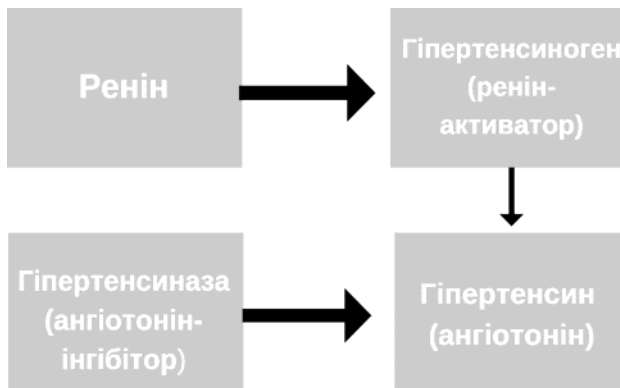 Ренін
Гіпертенсиноген
(ренін-
активатор)
Гіпертенсиназа
(ангіотонін-
інгібітор)
Гіпертенсин
(ангіотонін)